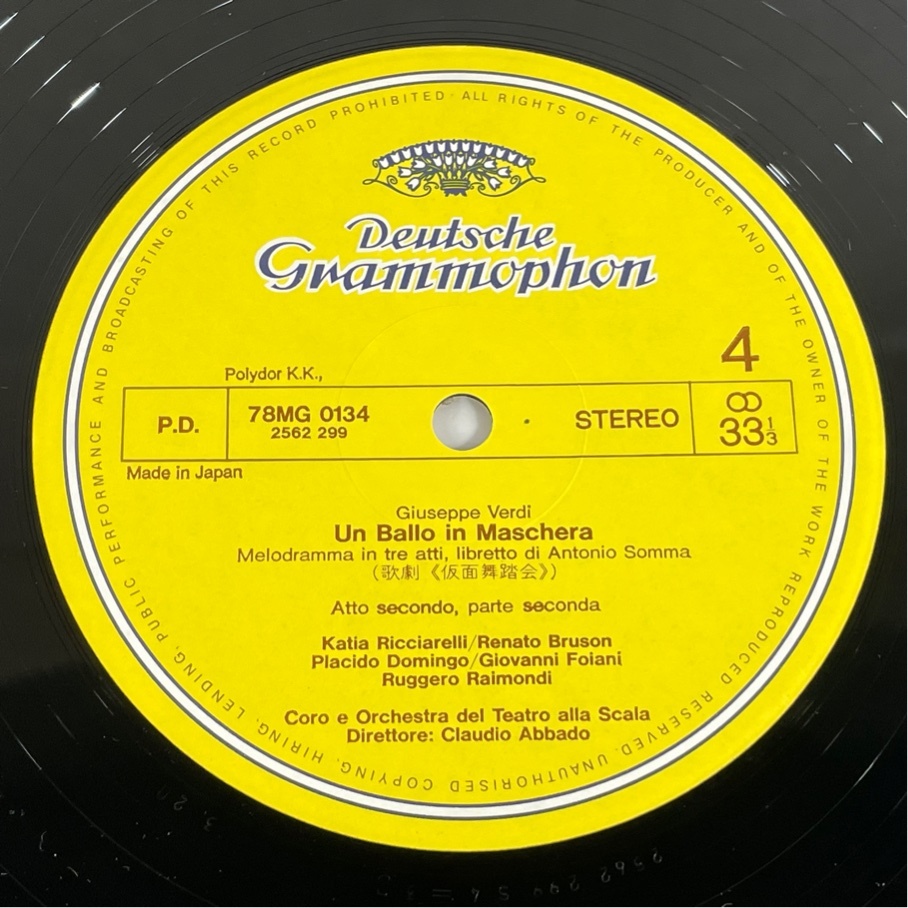 Deutsche
Grammophon
4
Polydor K.K.,
P.D.
78MG 0134
2562 299
STEREO
33⅓
Made in Japan
Giuseppe Verdi
Un Ballo in Maschera
Melodramma in tre atti, libretto di Antonio Somma
(歌劇《仮面舞踏会》)
Atto secondo, parte seconda
Katia Ricciarelli/Renato Bruson
Placido Domingo/Giovanni Foiani
Ruggero Raimondi
Coro e Orchestra del Teatro alla Scala
Direttore: Claudio Abbado
ALL RIGHTS OF THE PRODUCER AND OF THE OWNER OF THE WORK REPRODUCED RESERVED. UNAUTHORISED COPYING, HIRING, LENDING, PUBLIC PERFORMANCE AND BROADCASTING OF THIS RECORD PROHIBITED ·